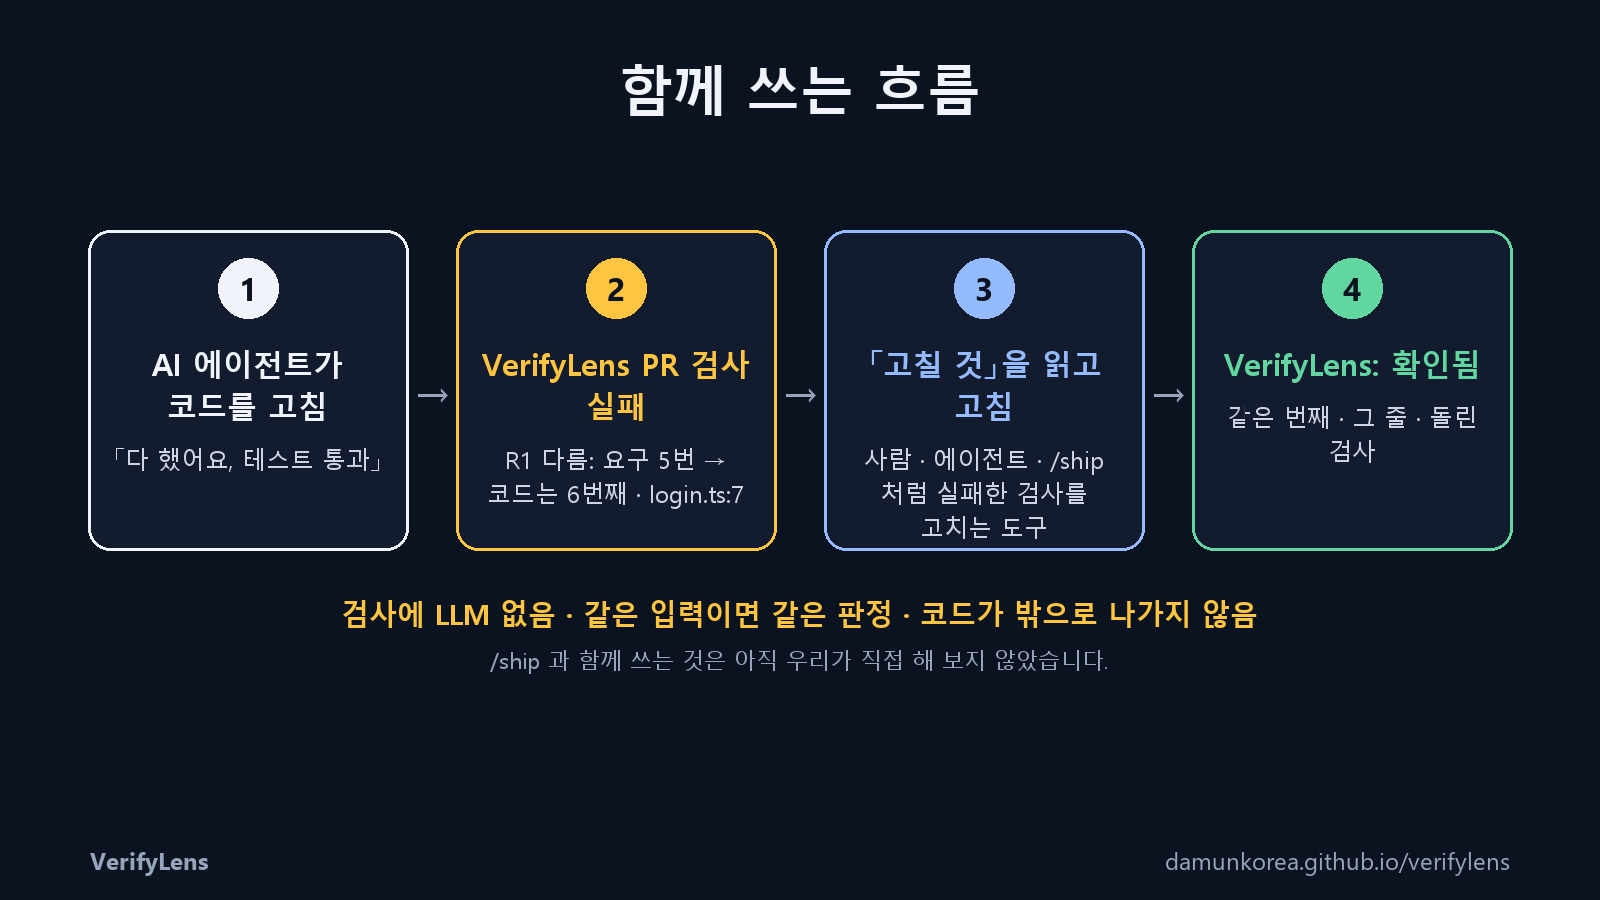 함께 쓰는 흐름
1
AI 에이전트가
코드를 고침
「다 했어요, 테스트 통과」
→
2
VerifyLens PR 검사
실패
R1 다름: 요구 5번 →
코드는 6번째 · login.ts:7
→
3
「고칠 것」을 읽고
고침
사람 · 에이전트 · /ship
처럼 실패한 검사를
고치는 도구
→
4
VerifyLens: 확인됨
같은 번째 · 그 줄 · 돌린
검사
검사에 LLM 없음 · 같은 입력이면 같은 판정 · 코드가 밖으로 나가지 않음
/ship 과 함께 쓰는 것은 아직 우리가 직접 해 보지 않았습니다.
VerifyLens
damunkorea.github.io/verifylens